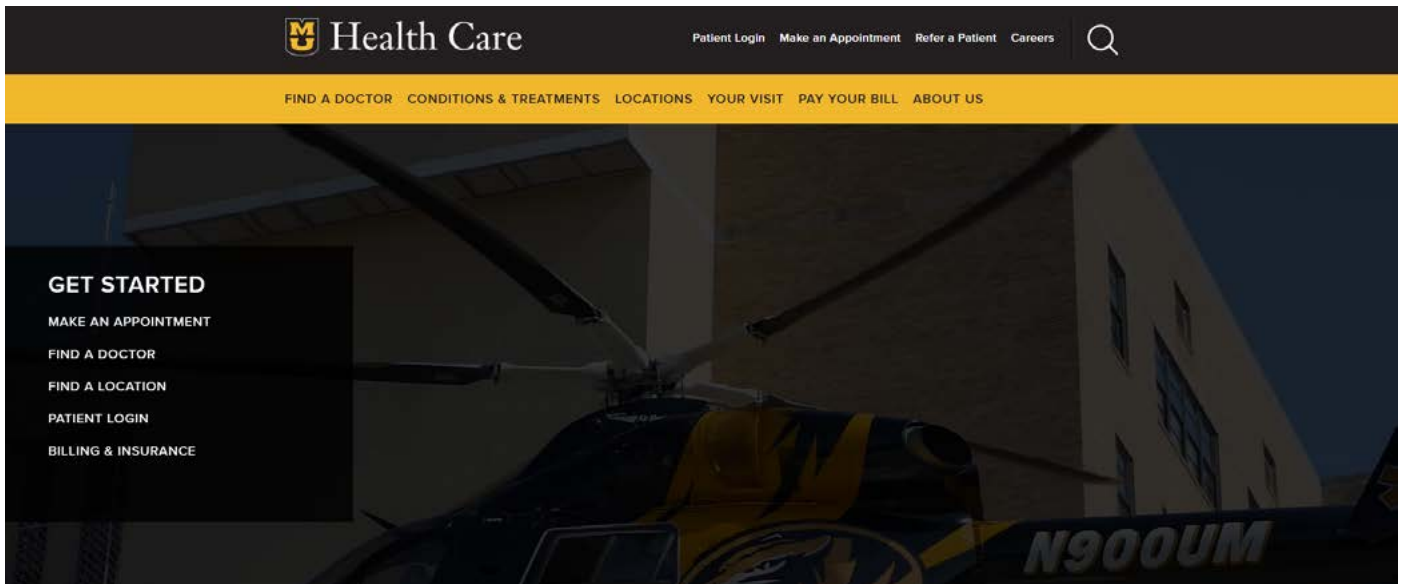 MU Health Care
Patient Login Make an Appointment Refer a Patient Careers
FIND A DOCTOR CONDITIONS & TREATMENTS LOCATIONS YOUR VISIT PAY YOUR BILL ABOUT US
GET STARTED
MAKE AN APPOINTMENT
FIND A DOCTOR
FIND A LOCATION
PATIENT LOGIN
BILLING & INSURANCE
N900UM